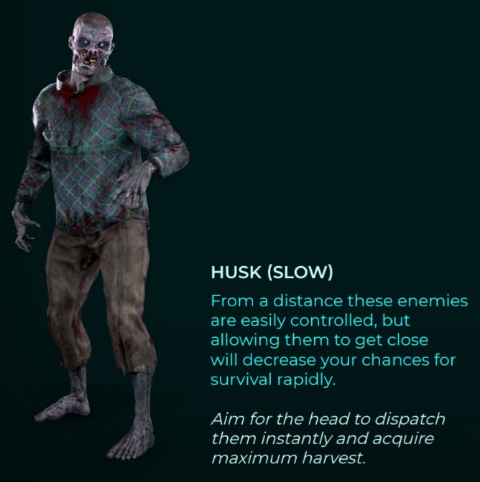 HUSK (SLOW)
From a distance these enemies
are easily controlled, but
allowing them to get close
will decrease your chances for
survival rapidly.
Aim for the head to dispatch
them instantly and acquire
maximum harvest.